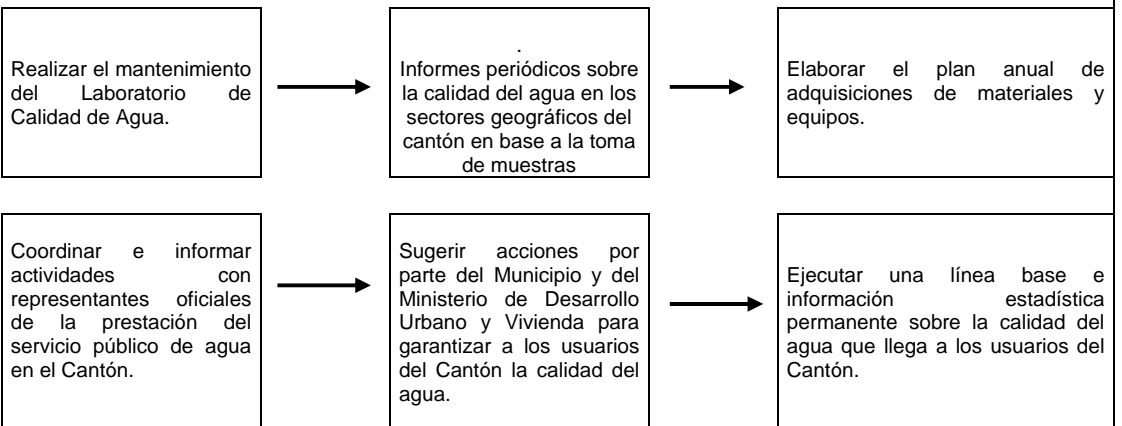 Realizar el mantenimiento
del Laboratorio de
Calidad de Agua.
.
Informes periódicos sobre
la calidad del agua en los
sectores geográficos del
cantón en base a la toma
de muestras
Elaborar el plan anual de
adquisiciones de materiales y
equipos.
Coordinar e informar
actividades con
representantes oficiales
de la prestación del
servicio público de agua
en el Cantón.
Sugerir acciones por
parte del Municipio y del
Ministerio de Desarrollo
Urbano y Vivienda para
garantizar a los usuarios
del Cantón la calidad del
agua.
Ejecutar una línea base e
información estadística
permanente sobre la calidad del
agua que llega a los usuarios del
Cantón.